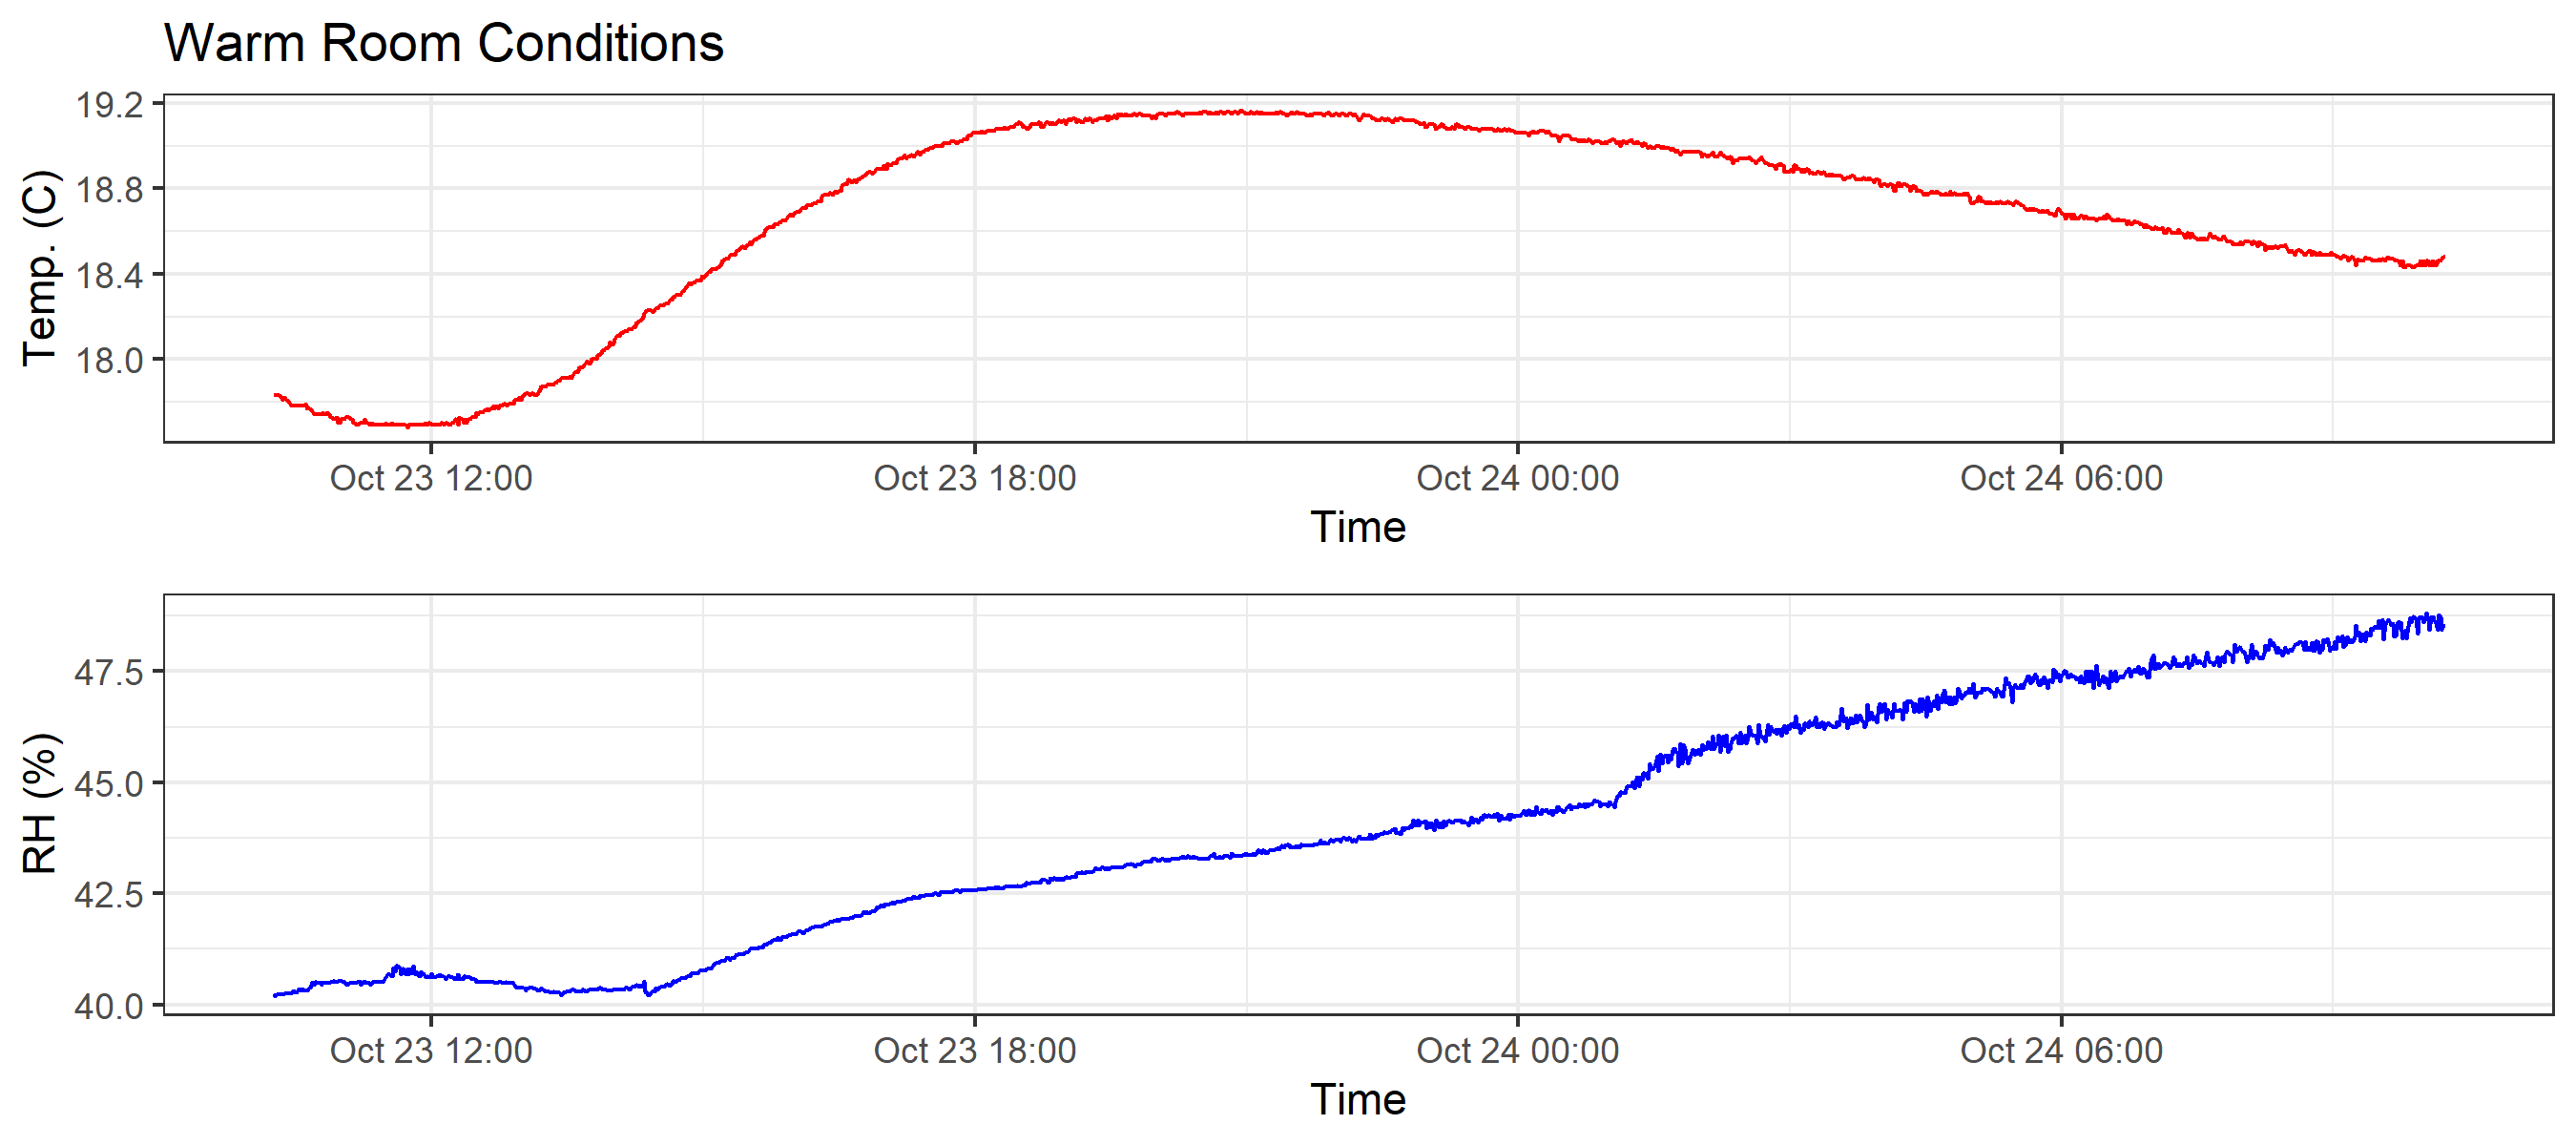 Warm Room Conditions
19.2
18.8
18.4
18.0
Temp. (C)
Oct 23 12:00 Oct 23 18:00 Oct 24 00:00 Oct 24 06:00
Time
47.5
45.0
42.5
40.0
RH (%)
Oct 23 12:00 Oct 23 18:00 Oct 24 00:00 Oct 24 06:00
Time